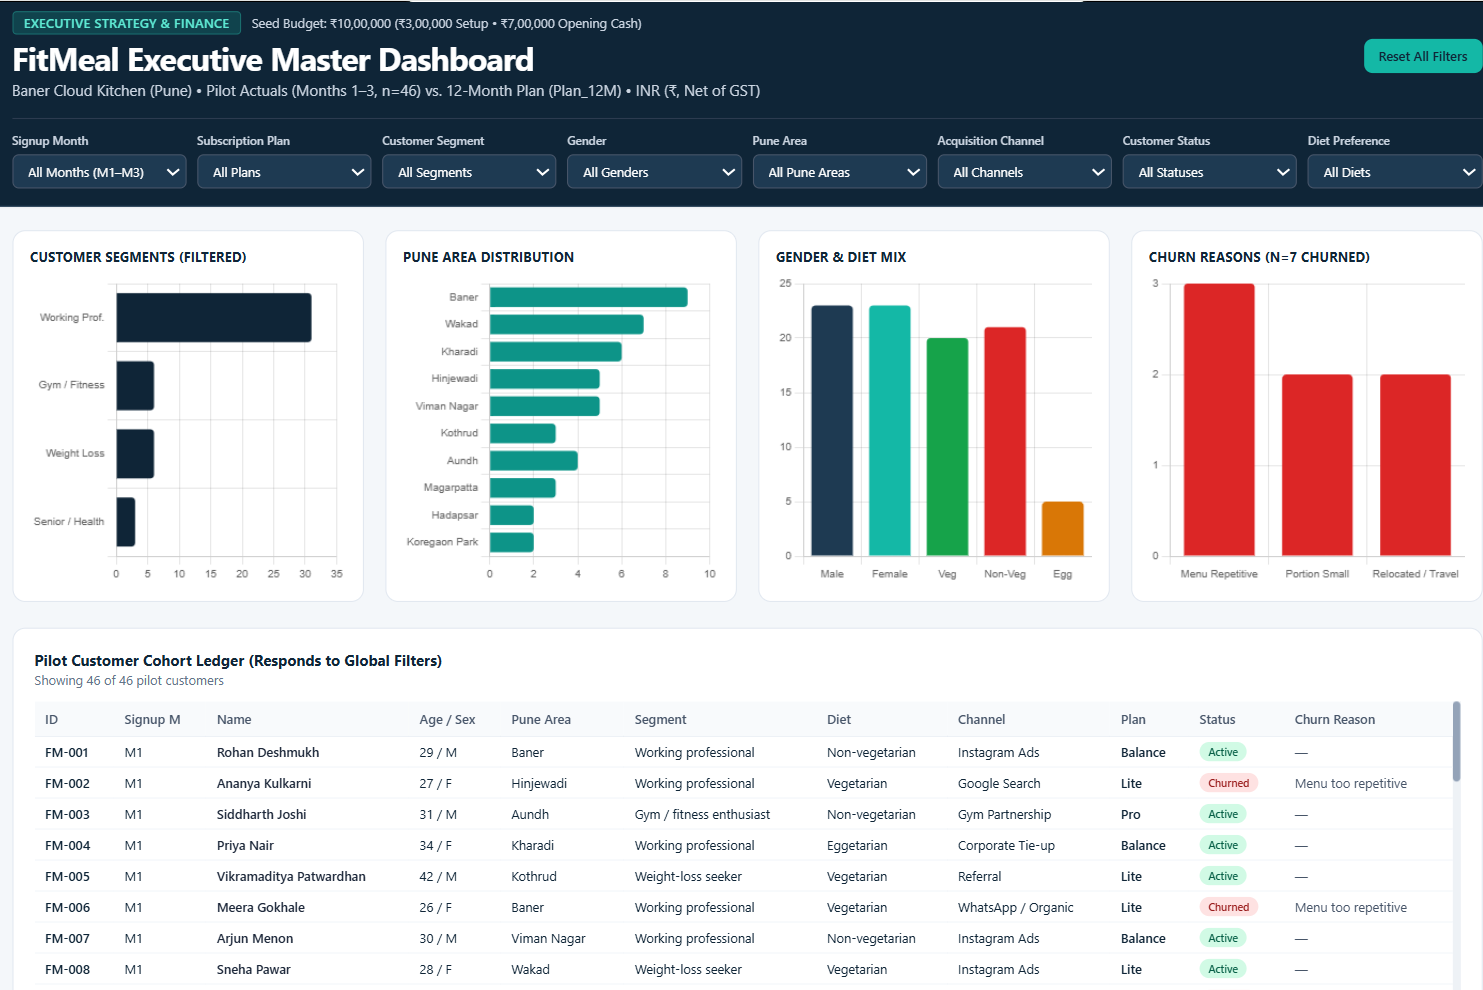 EXECUTIVE STRATEGY & FINANCE Seed Budget: ₹10,00,000 (₹3,00,000 Setup • ₹7,00,000 Opening Cash)
FitMeal Executive Master Dashboard
Reset All Filters
Baner Cloud Kitchen (Pune) • Pilot Actuals (Months 1–3, n=46) vs. 12-Month Plan (Plan_12M) • INR (₹, Net of GST)
Signup Month Subscription Plan Customer Segment Gender Pune Area Acquisition Channel Customer Status Diet Preference
All Months (M1–M3) All Plans All Segments All Genders All Pune Areas All Channels All Statuses All Diets
CUSTOMER SEGMENTS (FILTERED)
Working Prof.
Gym / Fitness
Weight Loss
Senior / Health
0 5 10 15 20 25 30 35
PUNE AREA DISTRIBUTION
Baner
Wakad
Kharadi
Hinjewadi
Viman Nagar
Kothrud
Aundh
Magarpatta
Hadapsar
Koregaon Park
0 2 4 6 8 10
GENDER & DIET MIX
25
20
15
10
5
0
Male Female Veg Non-Veg Egg
CHURN REASONS (N=7 CHURNED)
3
2
1
0
Menu Repetitive Portion Small Relocated / Travel
Pilot Customer Cohort Ledger (Responds to Global Filters)
Showing 46 of 46 pilot customers
ID Signup M Name Age / Sex Pune Area Segment Diet Channel Plan Status Churn Reason
FM-001 M1 Rohan Deshmukh 29 / M Baner Working professional Non-vegetarian Instagram Ads Balance Active —
FM-002 M1 Ananya Kulkarni 27 / F Hinjewadi Working professional Vegetarian Google Search Lite Churned Menu too repetitive
FM-003 M1 Siddharth Joshi 31 / M Aundh Gym / fitness enthusiast Non-vegetarian Gym Partnership Pro Active —
FM-004 M1 Priya Nair 34 / F Kharadi Working professional Eggetarian Corporate Tie-up Balance Active —
FM-005 M1 Vikramaditya Patwardhan 42 / M Kothrud Weight-loss seeker Vegetarian Referral Lite Active —
FM-006 M1 Meera Gokhale 26 / F Baner Working professional Vegetarian WhatsApp / Organic Lite Churned Menu too repetitive
FM-007 M1 Arjun Menon 30 / M Viman Nagar Working professional Non-vegetarian Instagram Ads Balance Active —
FM-008 M1 Sneha Pawar 28 / F Wakad Weight-loss seeker Vegetarian Instagram Ads Lite Active —